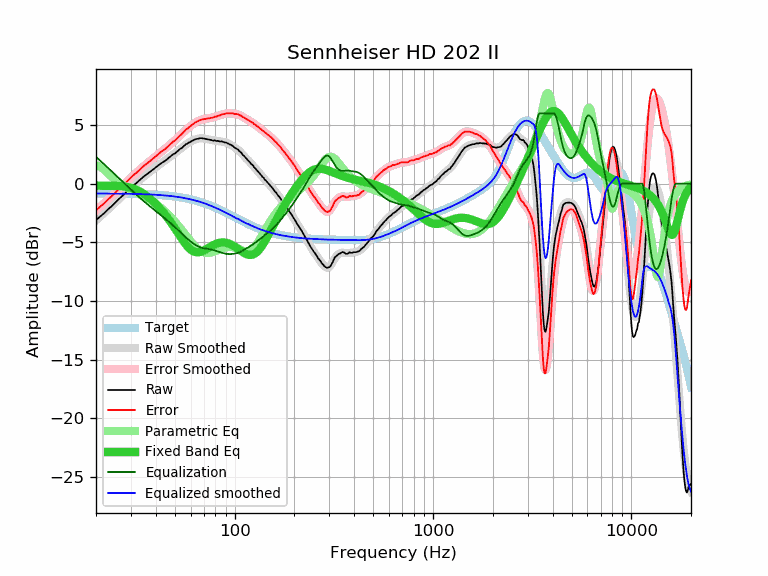 Sennheiser HD 202 II
Amplitude (dBr)
5
0
−5
−10
−15
−20
−25
Target
Raw Smoothed
Error Smoothed
Raw
Error
Parametric Eq
Fixed Band Eq
Equalization
Equalized smoothed
100
1000
10000
Frequency (Hz)